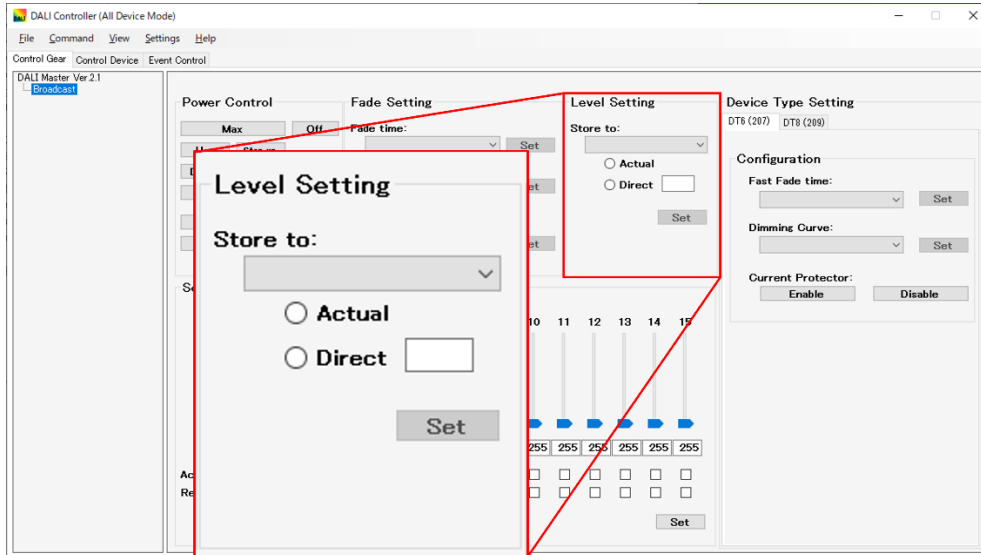 DALI Controller (All Device Mode)
File Command View Settings Help
Control Gear Control Device Event Control
DALI Master Ver.2.1
Broadcast
Power Control
Max Off
Fade Setting
Fade time:
Set
Level Setting
Store to:
Actual
Direct
Set
Device Type Setting
DT6 (207) DT8 (209)
Configuration
Fast Fade time:
Set
Dimming Curve:
Set
Current Protector:
Enable Disable
Level Setting
Store to:
Actual
Direct
Set
10 11 12 13 14 15
255 255 255 255 255 255
Set